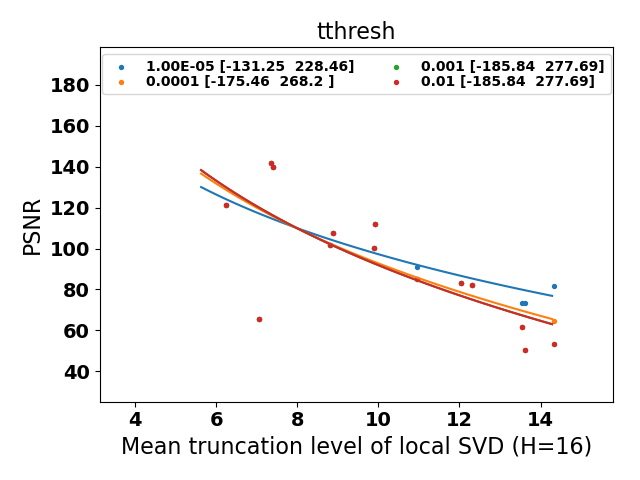 tthresh
1.00E-05 [-131.25  228.46]
0.0001 [-175.46  268.2 ]
0.001 [-185.84  277.69]
0.01 [-185.84  277.69]
PSNR
180
160
140
120
100
80
60
40
4 6 8 10 12 14
Mean truncation level of local SVD (H=16)